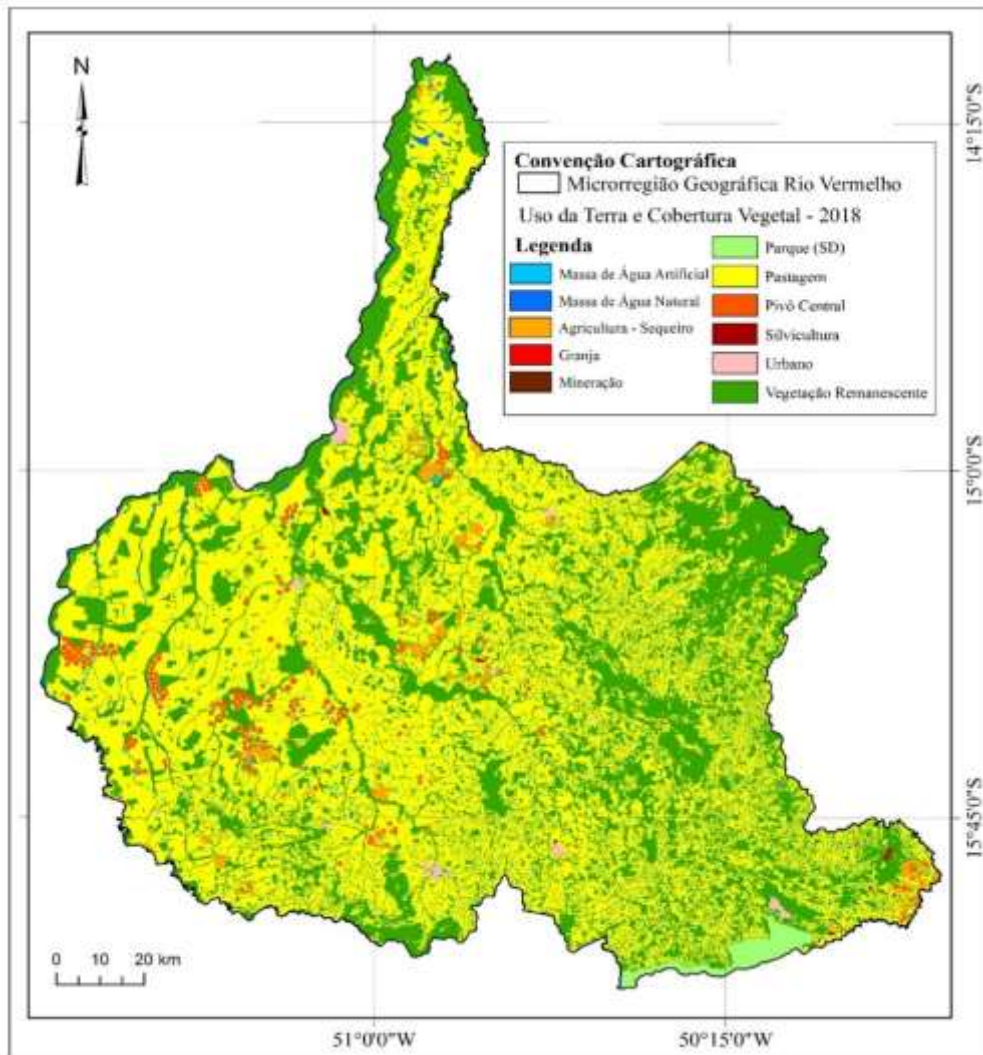 N
14°15'0"S
Convenção Cartográfica
Microrregião Geográfica Rio Vermelho
Uso da Terra e Cobertura Vegetal - 2018
Legenda
Massa de Água Artificial
Massa de Água Natural
Agricultura - Sequeiro
Granja
Mineração
Parque (SD)
Pastagem
Pivô Central
Silvicultura
Urbano
Vegetação Remanescente
15°0'0"S
15°45'0"S
0 10 20 km
51°0'0"W 50°15'0"W